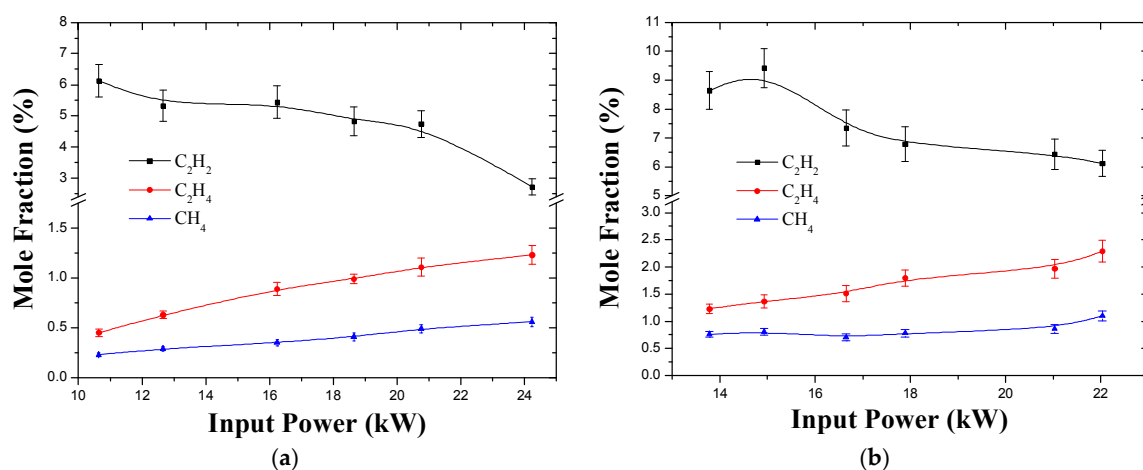 8
7
6
5
4
3
1.5
1.0
0.5
0.0
Mole Fraction (%)
C₂H₂
C₂H₄
CH₄
10 12 14 16 18 20 22 24
Input Power (kW)
(a)
11
10
9
8
7
6
5
3.0
2.5
2.0
1.5
1.0
0.5
0.0
Mole Fraction (%)
C₂H₂
C₂H₄
CH₄
14 16 18 20 22
Input Power (kW)
(b)